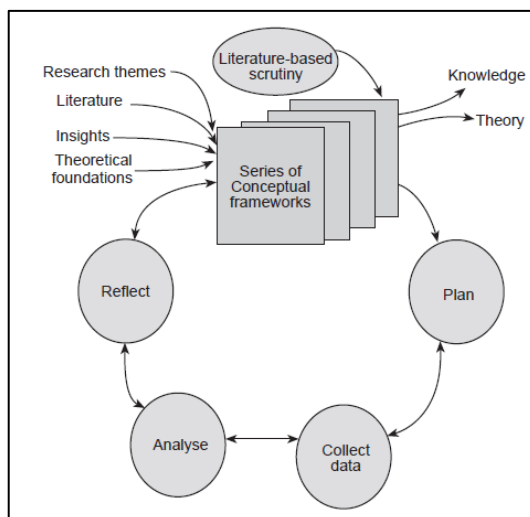 Literature-based
scrutiny
Research themes
Knowledge
Literature
Theory
Insights
Theoretical
foundations
Series of
Conceptual
frameworks
Reflect
Plan
Analyse
Collect
data